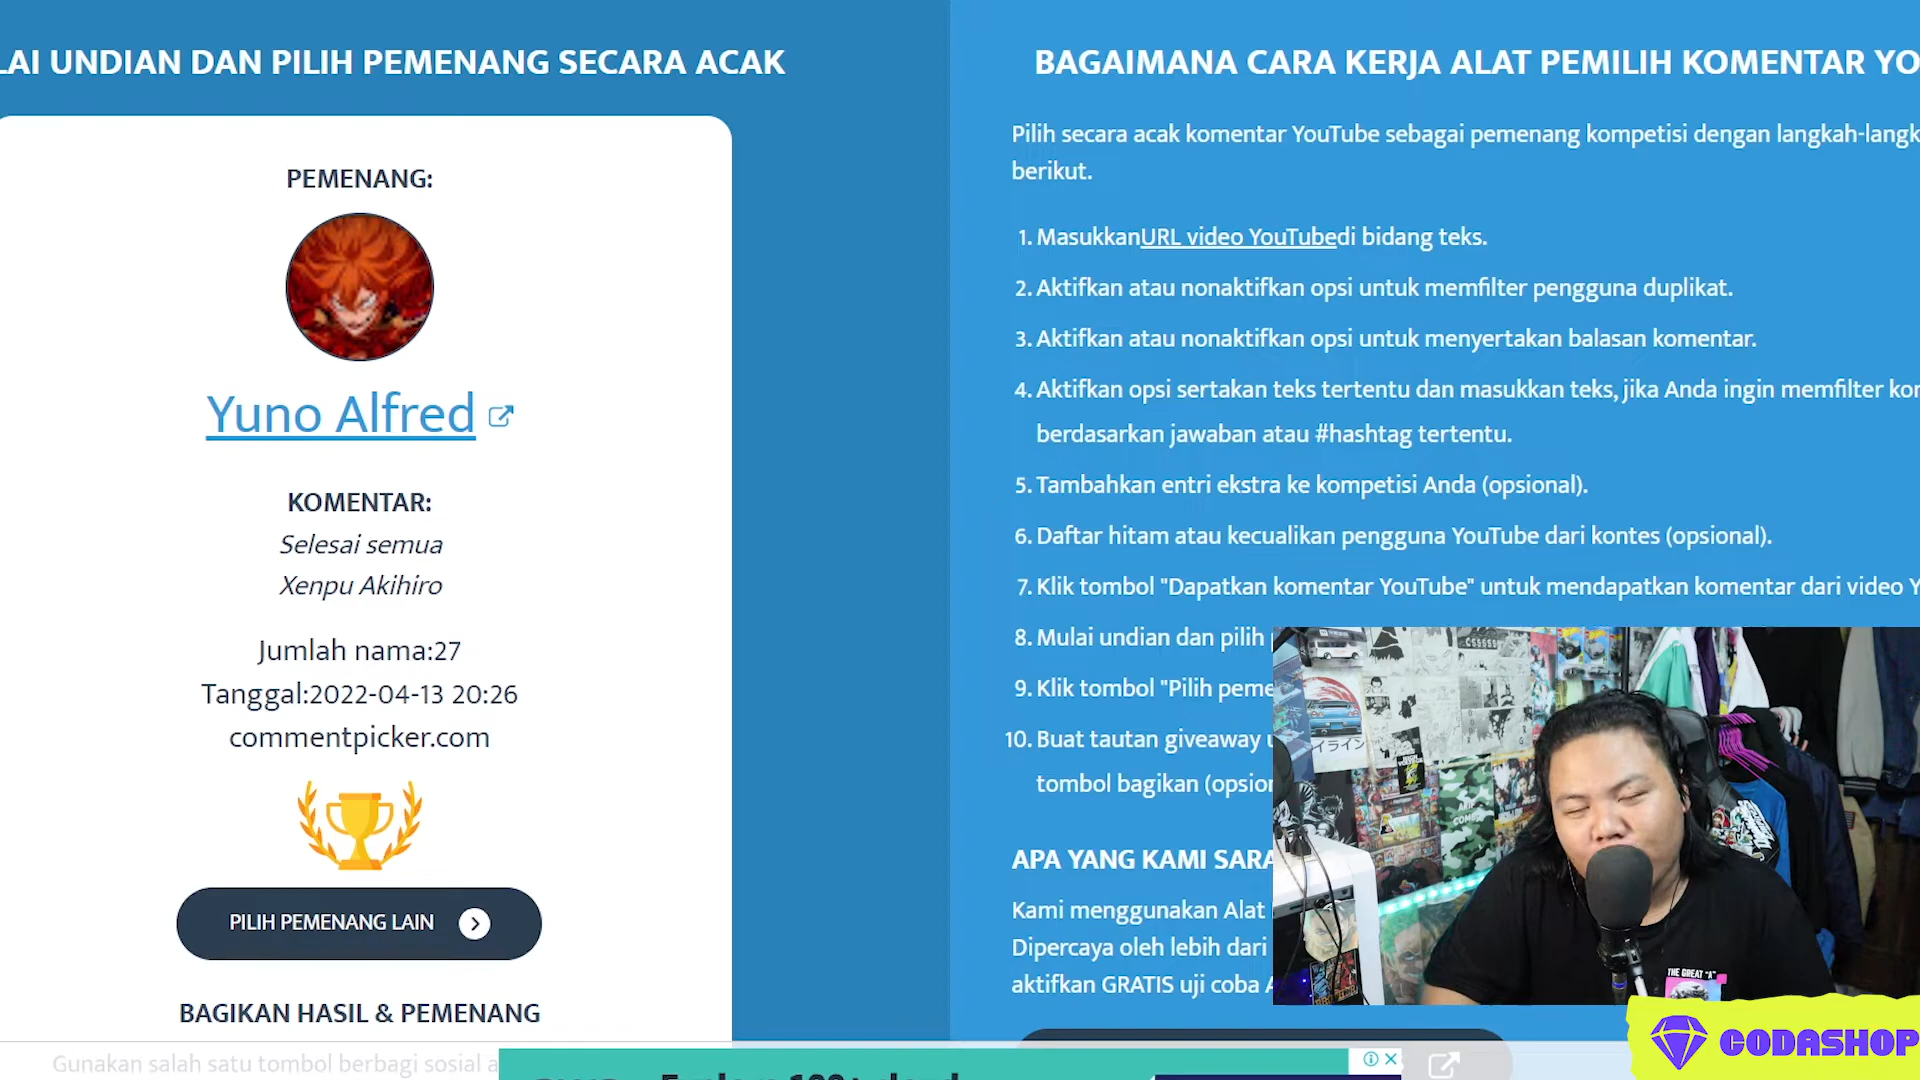 LAI UNDIAN DAN PILIH PEMENANG SECARA ACAK
PEMENANG:
Yuno Alfred
KOMENTAR:
Selesai semua
Xenpu Akihiro
Jumlah nama:27
Tanggal:2022-04-13 20:26
commentpicker.com
PILIH PEMENANG LAIN
BAGIKAN HASIL & PEMENANG
Gunakan salah satu tombol berbagi sosial a
BAGAIMANA CARA KERJA ALAT PEMILIH KOMENTAR YO
Pilih secara acak komentar YouTube sebagai pemenang kompetisi dengan langkah-langk
berikut.
1. MasukkanURL video YouTubedi bidang teks.
2. Aktifkan atau nonaktifkan opsi untuk memfilter pengguna duplikat.
3. Aktifkan atau nonaktifkan opsi untuk menyertakan balasan komentar.
4. Aktifkan opsi sertakan teks tertentu dan masukkan teks, jika Anda ingin memfilter kor
berdasarkan jawaban atau #hashtag tertentu.
5. Tambahkan entri ekstra ke kompetisi Anda (opsional).
6. Daftar hitam atau kecualikan pengguna YouTube dari kontes (opsional).
7. Klik tombol "Dapatkan komentar YouTube" untuk mendapatkan komentar dari video Y
8. Mulai undian dan pilih
9. Klik tombol "Pilih peme
10. Buat tautan giveaway
tombol bagikan (opsion
APA YANG KAMI SARA
Kami menggunakan Alat
Dipercaya oleh lebih dari
aktifkan GRATIS uji coba
THE GREAT "A"
CODASHOP